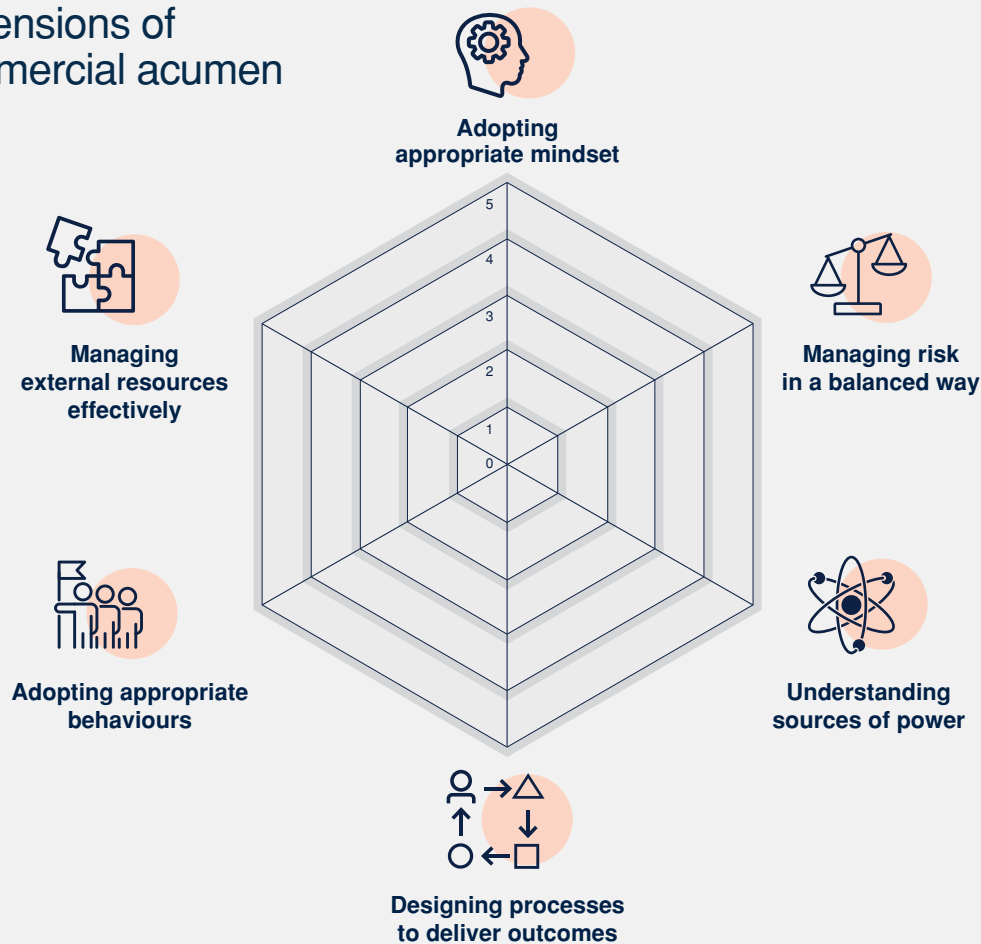 ensions of
mercial acumen
Adopting
appropriate mindset
5
4
3
2
1
0
Managing
external resources
effectively
Managing risk
in a balanced way
Adopting appropriate
behaviours
Understanding
sources of power
Designing processes
to deliver outcomes